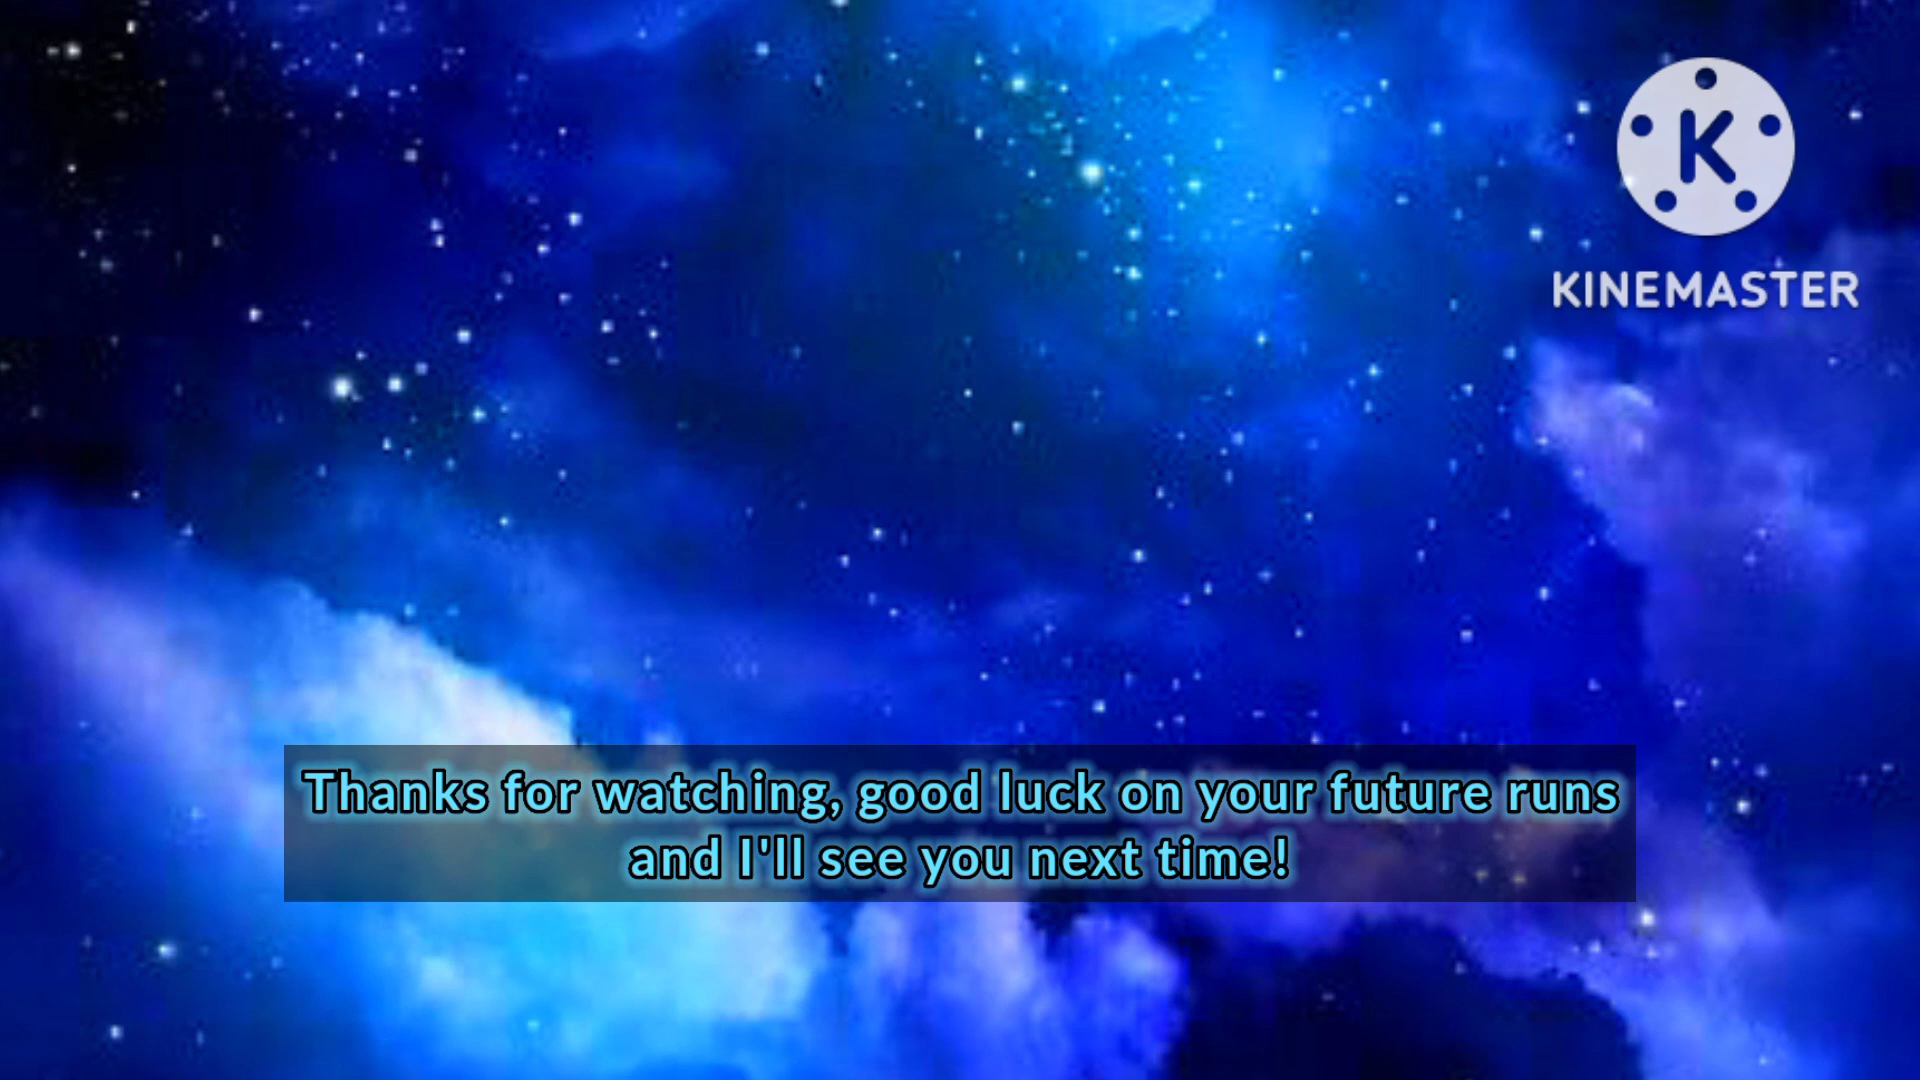 K
KINEMASTER
Thanks for watching, good luck on your future runs
and I'll see you next time!